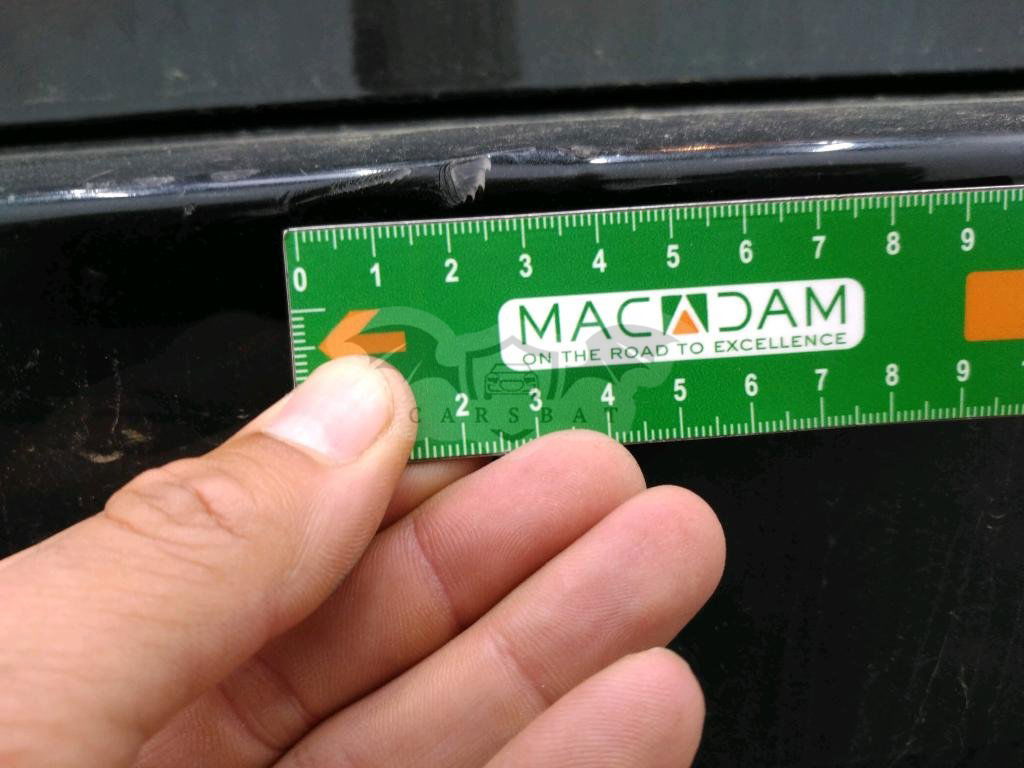 0 1 2 3 4 5 6 7 8 9
MACADAM
ON THE ROAD TO EXCELLENCE
CARSBAT
2 3 4 5 6 7 8 9